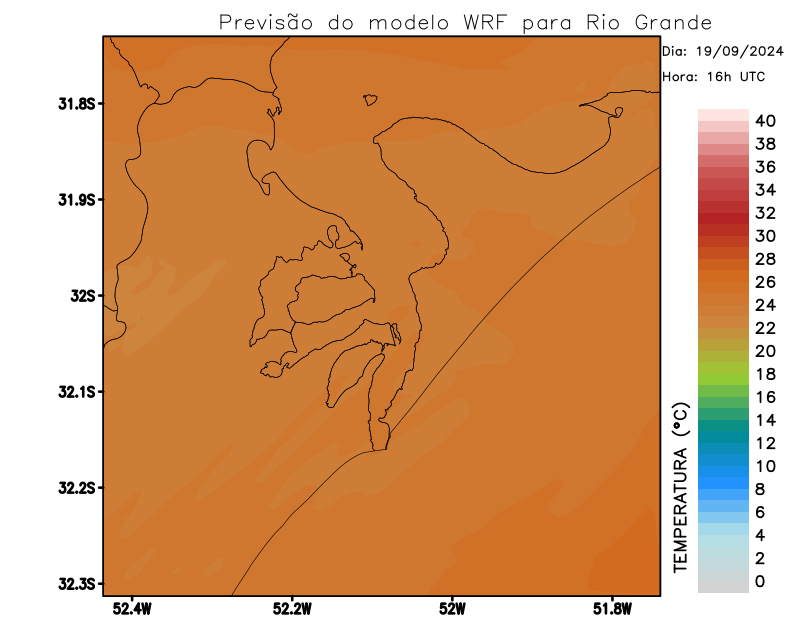 Previsão do modelo WRF para Rio Grande
Dia: 19/09/2024
Hora: 16h UTC
31.8S
31.9S
32S
32.1S
32.2S
32.3S
52.4W
52.2W
52W
51.8W
TEMPERATURA (°C)
40
38
36
34
32
30
28
26
24
22
20
18
16
14
12
10
8
6
4
2
0